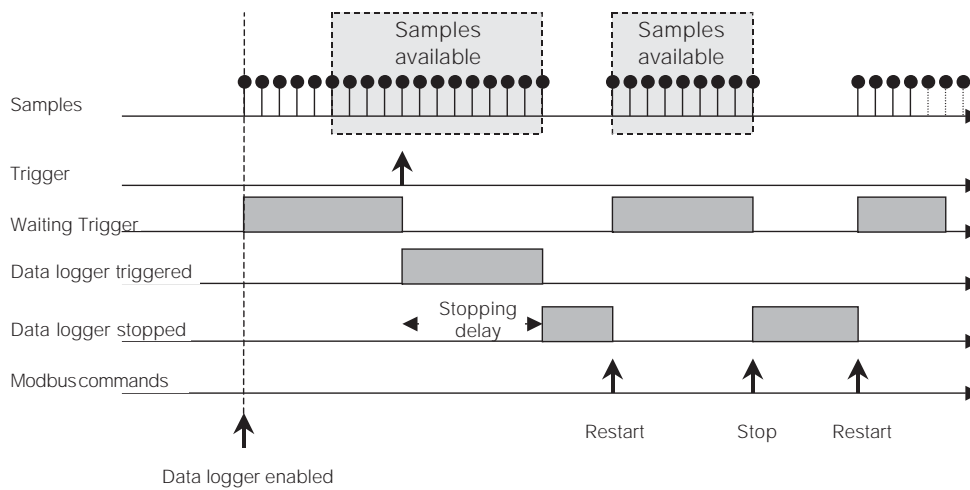 Samples
available
Samples
available
Samples
Trigger
Waiting Trigger
Data logger triggered
Stopping
delay
Data logger stopped
Modbus commands
Restart
Stop
Restart
Data logger enabled